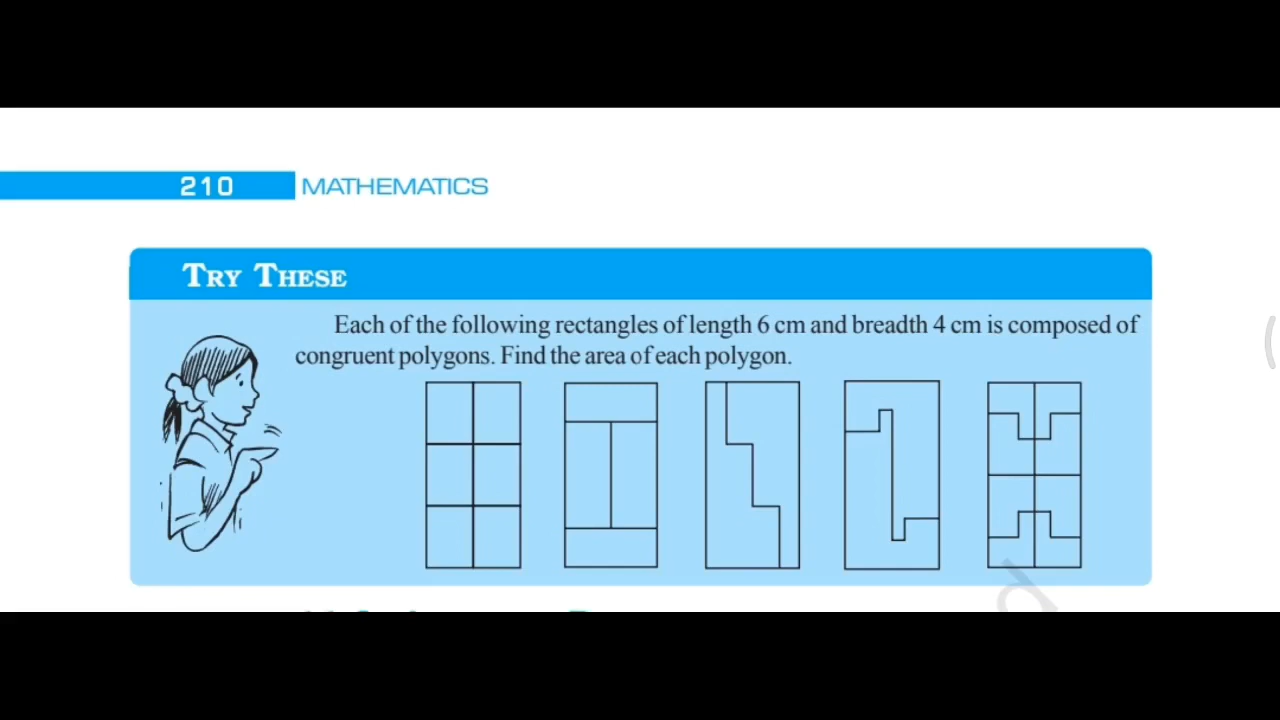 210 MATHEMATICS
TRY THESE
Each of the following rectangles of length 6 cm and breadth 4 cm is composed of
congruent polygons. Find the area of each polygon.